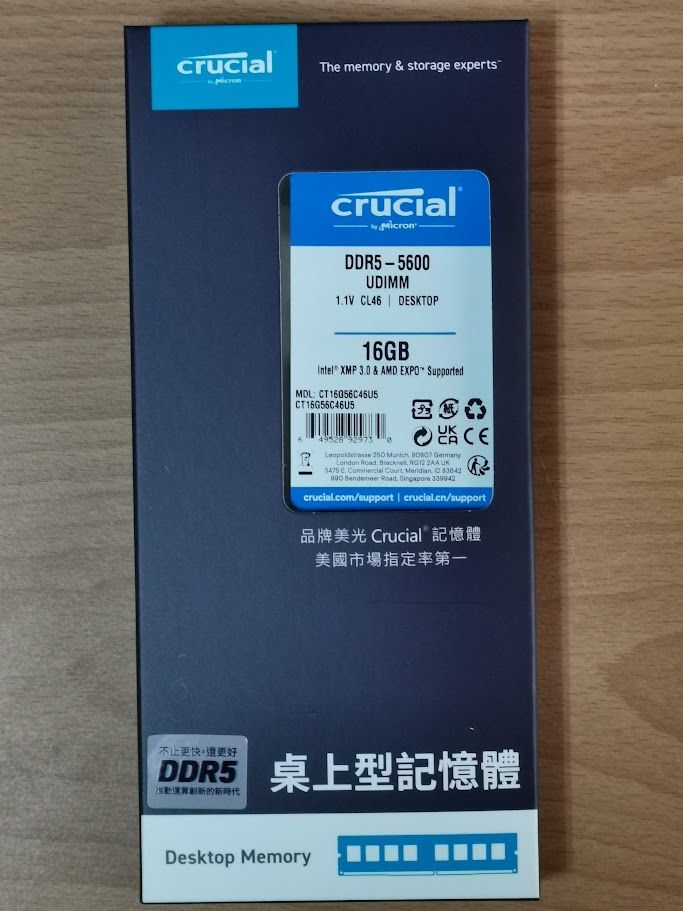 crucial
by Micron
The memory & storage experts™
crucial®
by Micron®
DDR5 – 5600
UDIMM
1.1V CL46 | DESKTOP
16GB
Intel® XMP 3.0 & AMD EXPO™ Supported
MDL: CT16G56C46U5
CT16G56C46U5
6 49528 92973 0
UK
CA CE
Leopoldstrasse 250 Munich, 80807 Germany
London Road, Bracknell, RG12 2AA UK
3475 E. Commercial Court, Meridian, ID 83642
990 Bendemeer Road, Singapore 339942
crucial.com/support | crucial.cn/support
品牌美光 Crucial® 記憶體
美國市場指定率第一
不止更快。還更好
DDR5
推動運算創新的新時代
桌上型記憶體
Desktop Memory